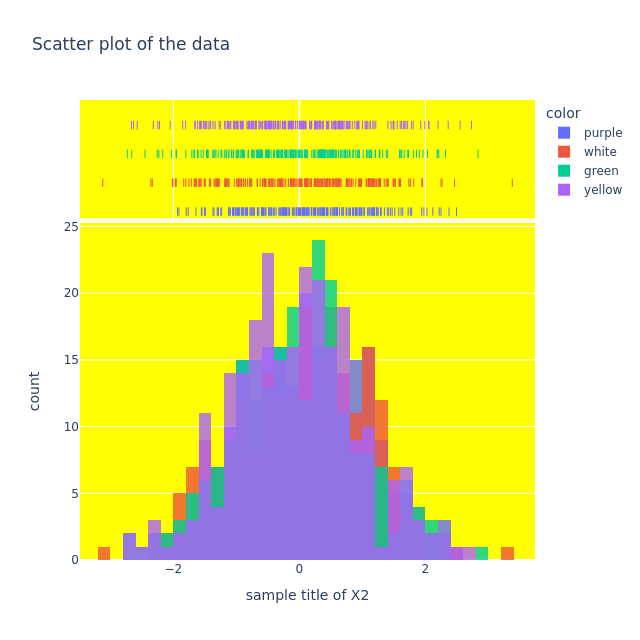 Scatter plot of the data
color
purple
white
green
yellow
25
20
15
10
5
0
count
−2
0
2
sample title of X2